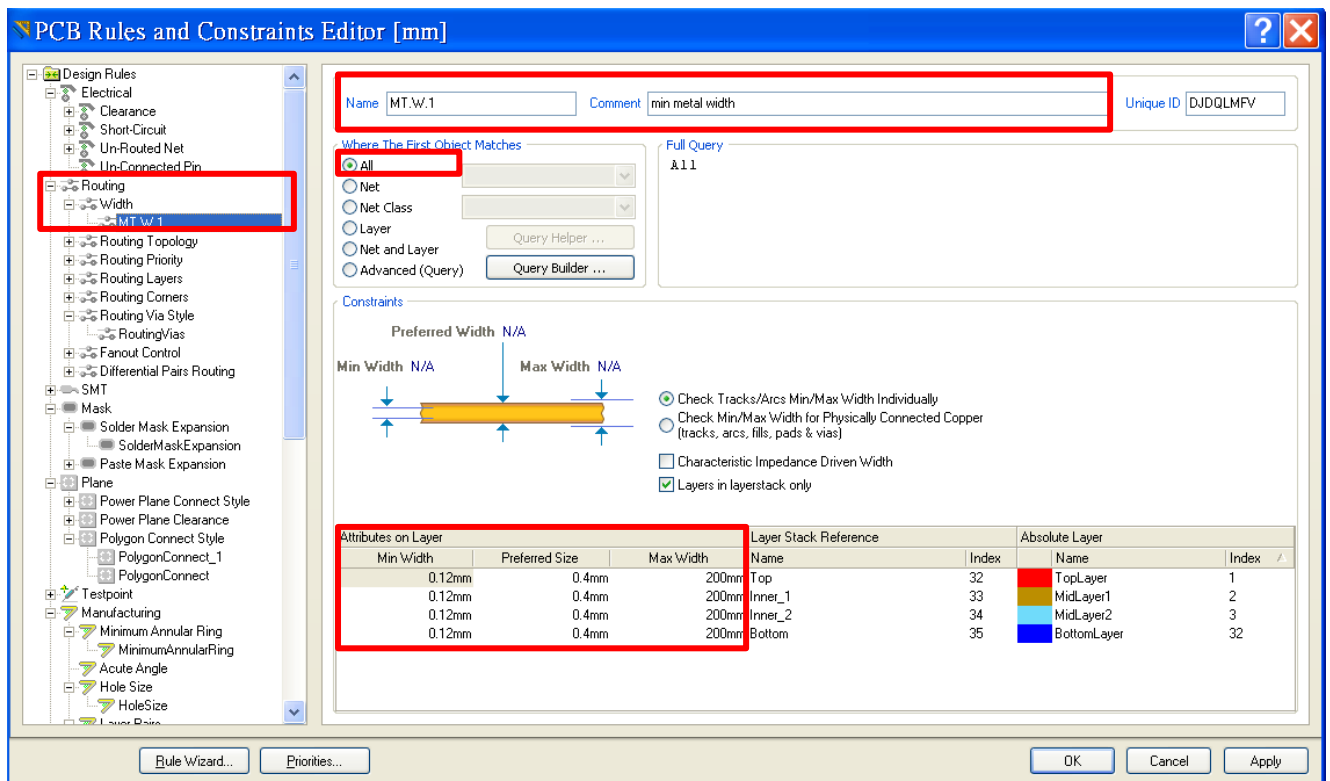 PCB Rules and Constraints Editor [mm]
Design Rules
Electrical
Clearance
Short-Circuit
Un-Routed Net
Un-Connected Pin
Routing
Width
MT.W.1
Routing Topology
Routing Priority
Routing Layers
Routing Corners
Routing Via Style
RoutingVias
Fanout Control
Differential Pairs Routing
SMT
Mask
Solder Mask Expansion
SolderMaskExpansion
Paste Mask Expansion
Plane
Power Plane Connect Style
Power Plane Clearance
Polygon Connect Style
PolygonConnect_1
PolygonConnect
Testpoint
Manufacturing
Minimum Annular Ring
MinimumAnnularRing
Acute Angle
Hole Size
HoleSize
Layer Pairs
Name MT.W.1 Comment min metal width Unique ID DJDQLMFV
Where The First Object Matches
All
Net
Net Class
Layer
Net and Layer
Advanced (Query)
Query Helper ...
Query Builder ...
Full Query
All
Constraints
Preferred Width N/A
Min Width N/A Max Width N/A
Check Tracks/Arcs Min/Max Width Individually
Check Min/Max Width for Physically Connected Copper
(tracks, arcs, fills, pads & vias)
Characteristic Impedance Driven Width
Layers in layerstack only
Attributes on Layer Layer Stack Reference Absolute Layer
Min Width Preferred Size Max Width Name Index Name Index
0.12mm 0.4mm 200mm Top 32 TopLayer 1
0.12mm 0.4mm 200mm Inner_1 33 MidLayer1 2
0.12mm 0.4mm 200mm Inner_2 34 MidLayer2 3
0.12mm 0.4mm 200mm Bottom 35 BottomLayer 32
Rule Wizard... Priorities... OK Cancel Apply